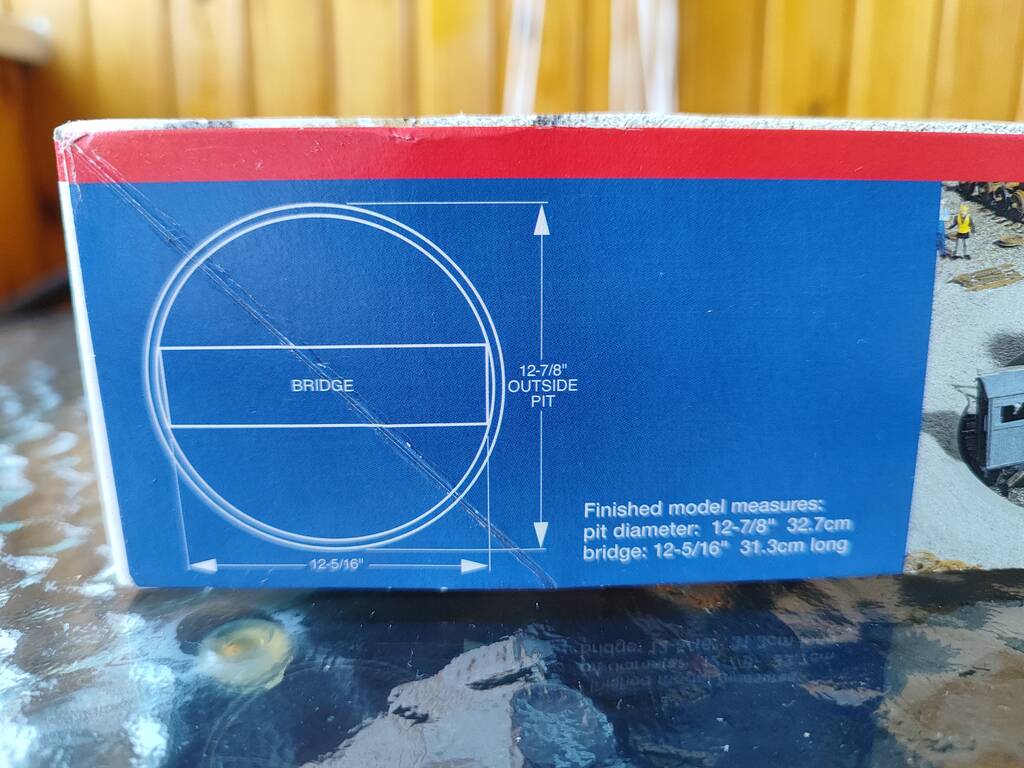 BRIDGE
12-7/8"
OUTSIDE
PIT
12-5/16"
Finished model measures:
pit diameter: 12-7/8" 32.7cm
bridge: 12-5/16" 31.3cm long